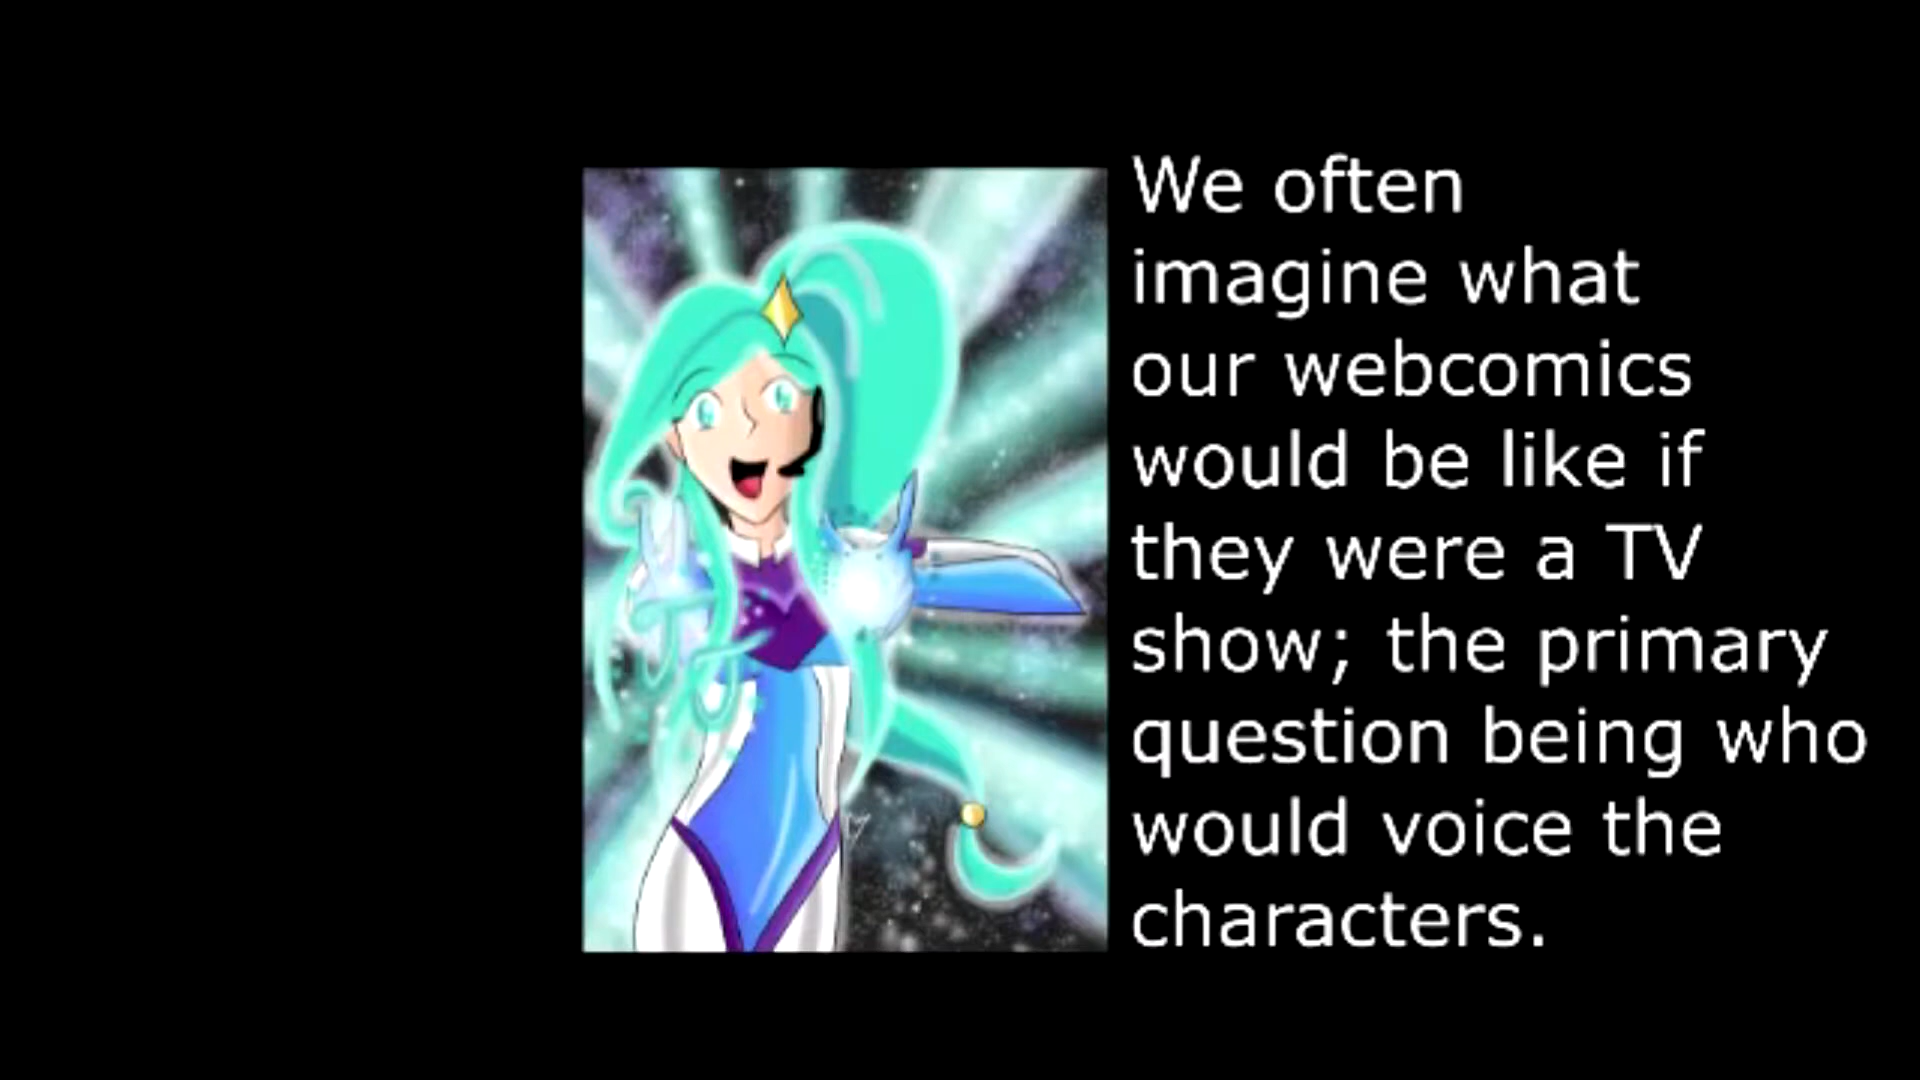 We often
imagine what
our webcomics
would be like if
they were a TV
show; the primary
question being who
would voice the
characters.